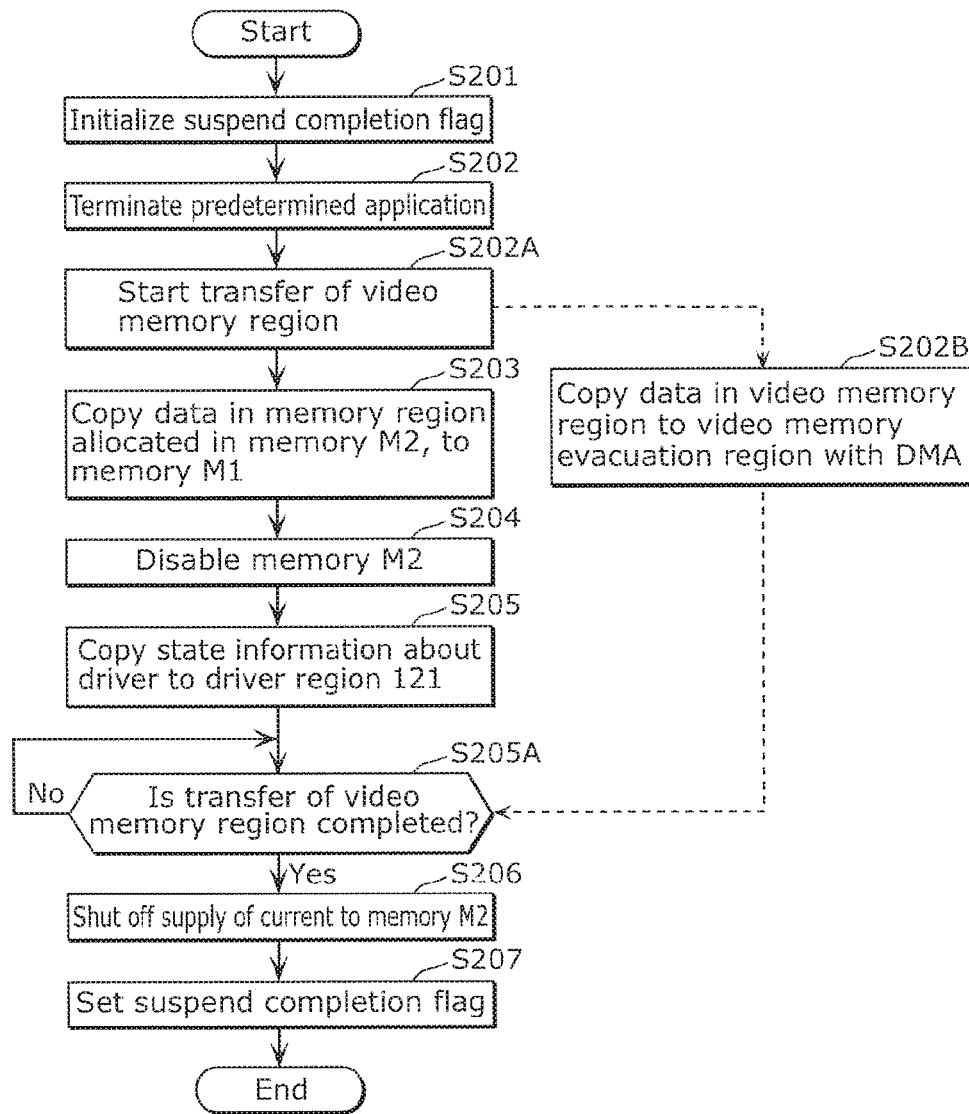 Start
S201
Initialize suspend completion flag
S202
Terminate predetermined application
S202A
Start transfer of video
memory region
S202B
Copy data in video memory
region to video memory
evacuation region with DMA
S203
Copy data in memory region
allocated in memory M2, to
memory M1
S204
Disable memory M2
S205
Copy state information about
driver to driver region 121
S205A
No
Is transfer of video
memory region completed?
Yes
S206
Shut off supply of current to memory M2
S207
Set suspend completion flag
End